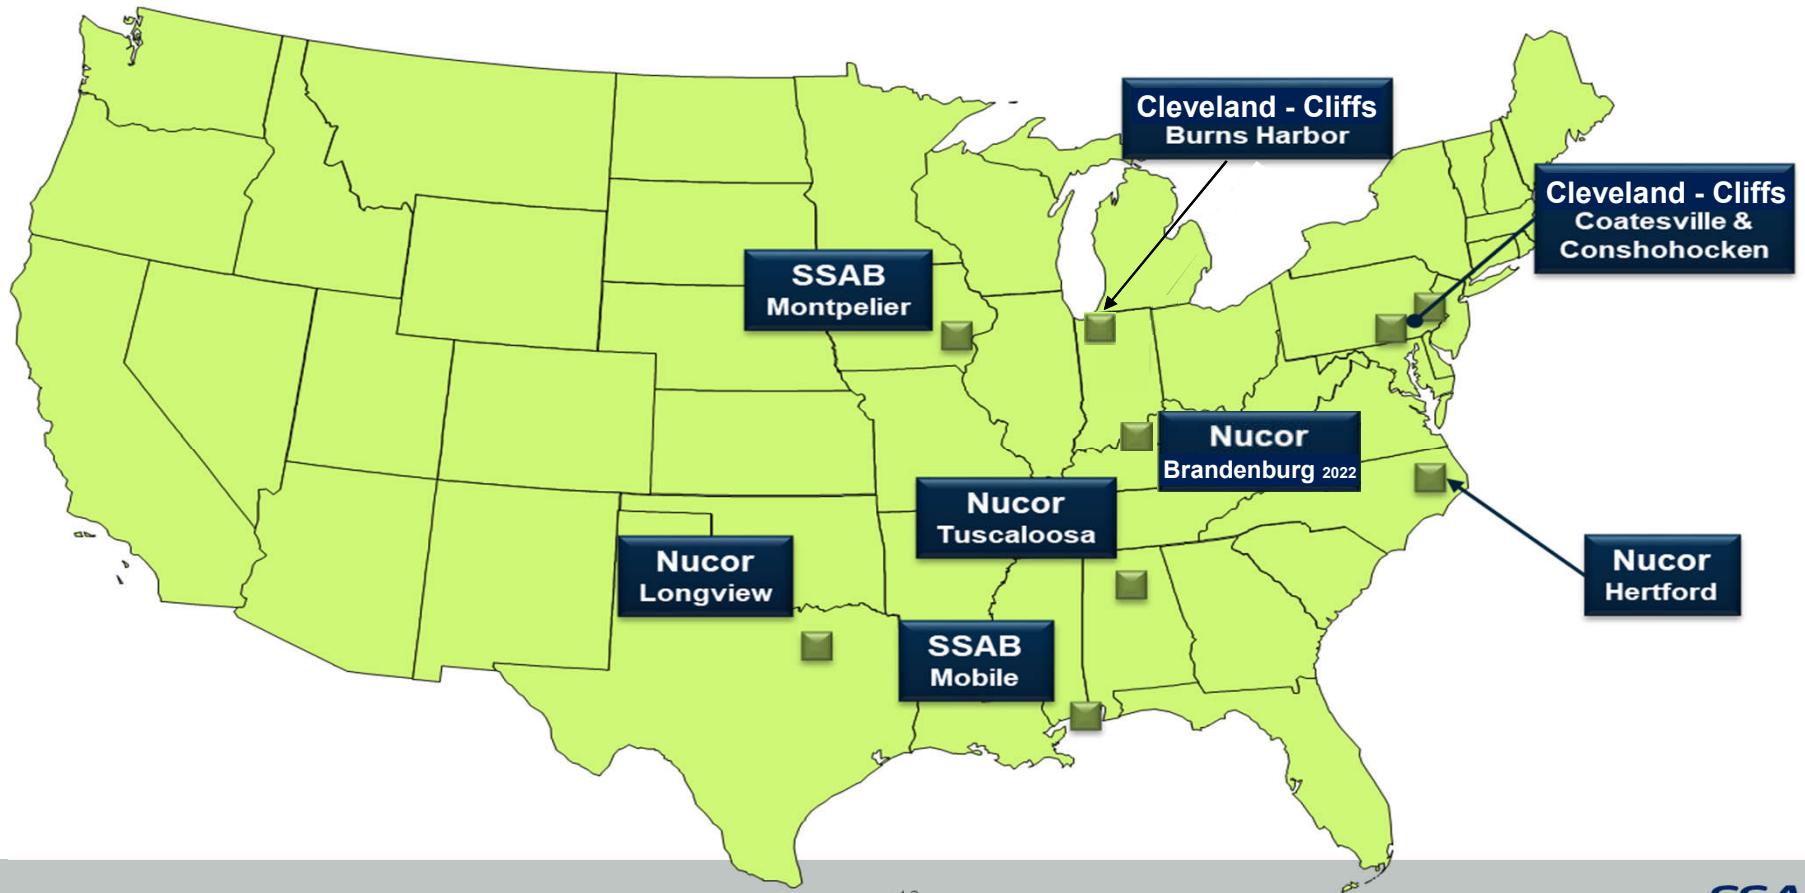 Cleveland - Cliffs
Burns Harbor
Cleveland - Cliffs
Coatesville &
Conshohocken
SSAB
Montpelier
Nucor
Brandenburg 2022
Nucor
Tuscaloosa
Nucor
Longview
Nucor
Hertford
SSAB
Mobile